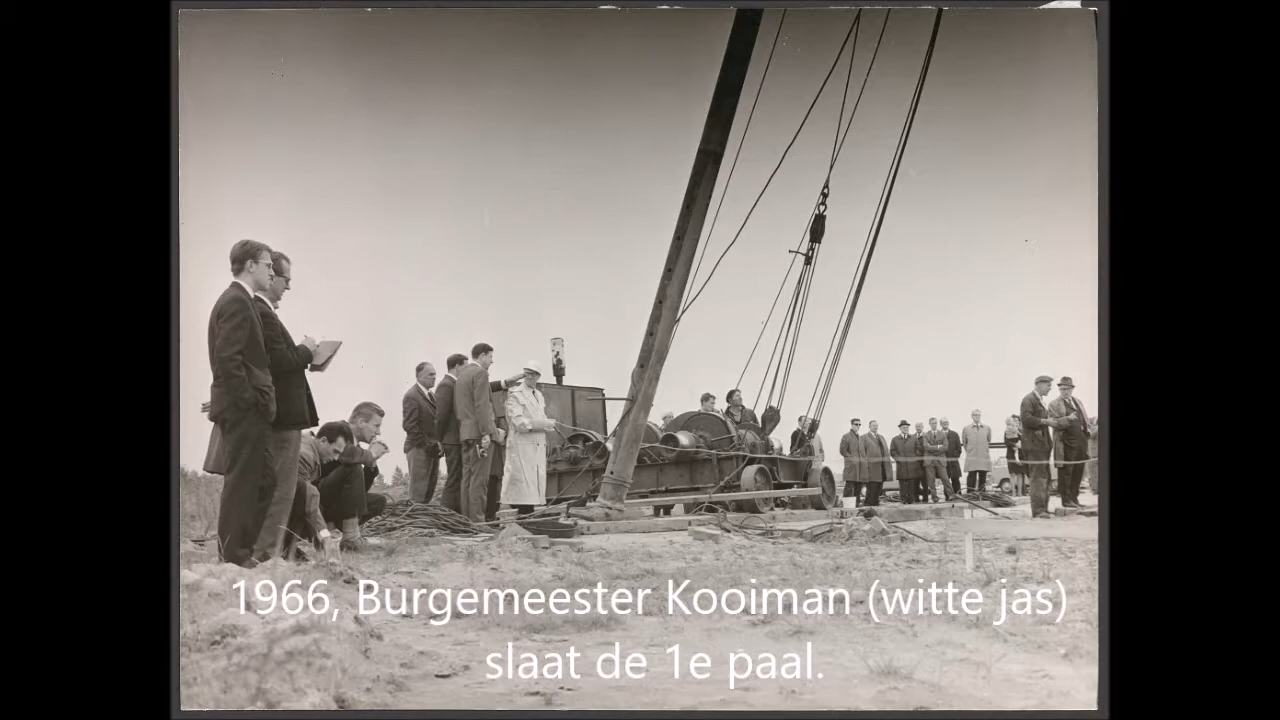 1966, Burgemeester Kooiman (witte jas)
slaat de 1e paal.